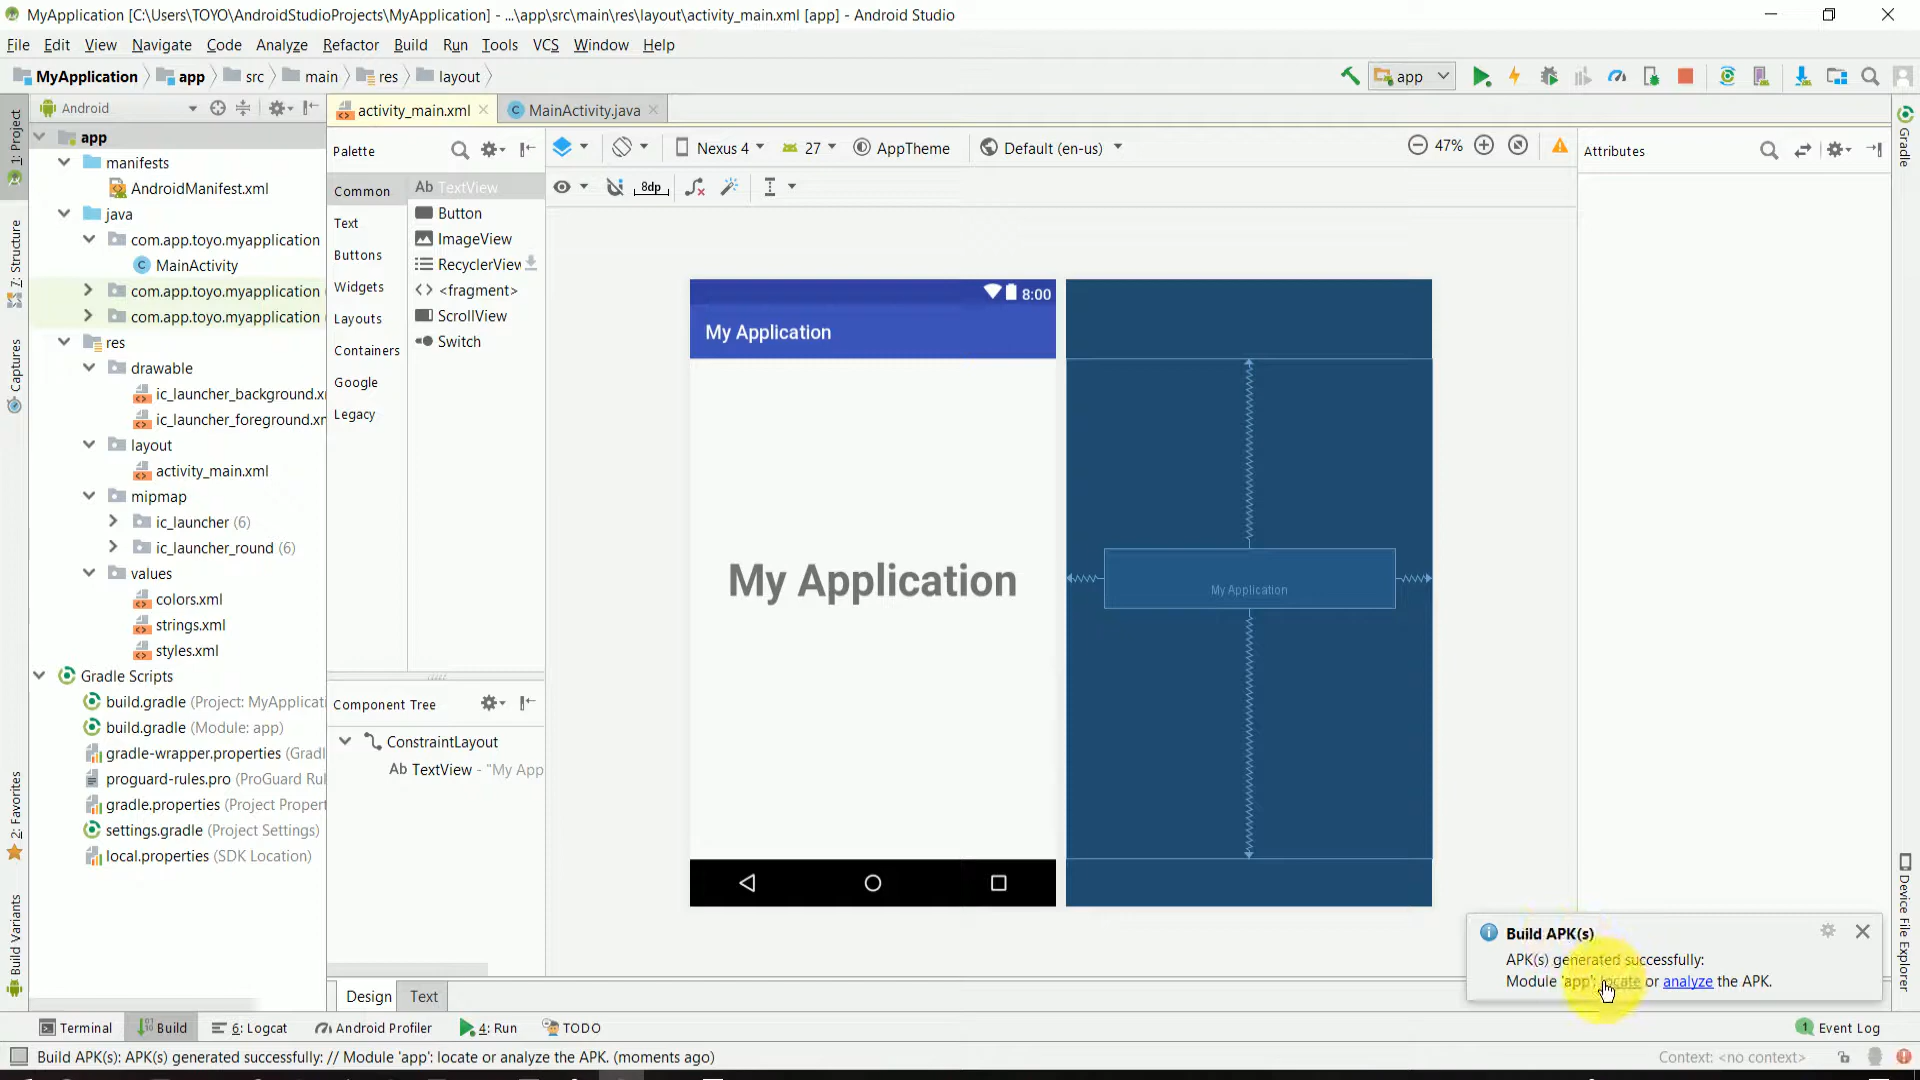 MyApplication [C:\Users\TOYO\AndroidStudioProjects\MyApplication] - ...\app\src\main\res\layout\activity_main.xml [app] - Android Studio
File Edit View Navigate Code Analyze Refactor Build Run Tools VCS Window Help
MyApplication app src main res layout
app
1: Project
7: Structure
Captures
2: Favorites
Build Variants
Android
app
manifests
AndroidManifest.xml
java
com.app.toyo.myapplication
MainActivity
com.app.toyo.myapplication
com.app.toyo.myapplication
res
drawable
ic_launcher_background.x
ic_launcher_foreground.xn
layout
activity_main.xml
mipmap
ic_launcher (6)
ic_launcher_round (6)
values
colors.xml
strings.xml
styles.xml
Gradle Scripts
build.gradle (Project: MyApplicati
build.gradle (Module: app)
gradle-wrapper.properties (Gradl
proguard-rules.pro (ProGuard Rul
gradle.properties (Project Propert
settings.gradle (Project Settings)
local.properties (SDK Location)
activity_main.xml MainActivity.java
Palette
Common
Text
Buttons
Widgets
Layouts
Containers
Google
Legacy
Ab TextView
Button
ImageView
RecyclerView
<fragment>
ScrollView
Switch
Component Tree
ConstraintLayout
Ab TextView - "My App
Nexus 4 27 AppTheme Default (en-us) 47%
8dp
8:00
My Application
My Application
My Application
Attributes
Gradle
Device File Explorer
Build APK(s)
APK(s) generated successfully:
Module 'app': locate or analyze the APK.
Design Text
Terminal Build 6: Logcat Android Profiler 4: Run TODO 1 Event Log
Build APK(s): APK(s) generated successfully: // Module 'app': locate or analyze the APK. (moments ago) Context: <no context>